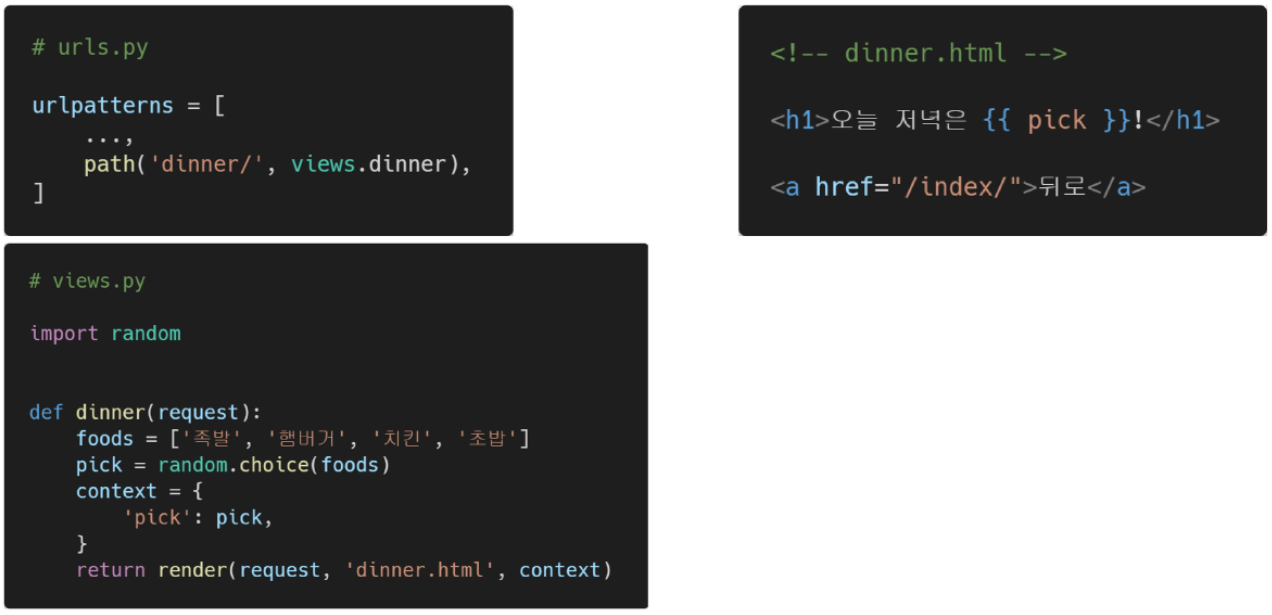 # urls.py
urlpatterns = [
    ...,
    path('dinner/', views.dinner),
]
<!-- dinner.html -->
<h1>오늘 저녁은 {{ pick }}!</h1>
<a href="/index/">뒤로</a>
# views.py
import random
def dinner(request):
    foods = ['족발', '햄버거', '치킨', '초밥']
    pick = random.choice(foods)
    context = {
        'pick': pick,
    }
    return render(request, 'dinner.html', context)